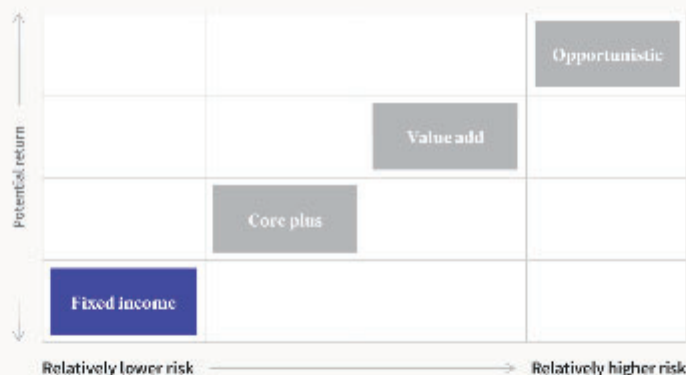 Opportunistic
Value add
Potential return
Core plus
Fixed income
Relatively lower risk
Relatively higher risk